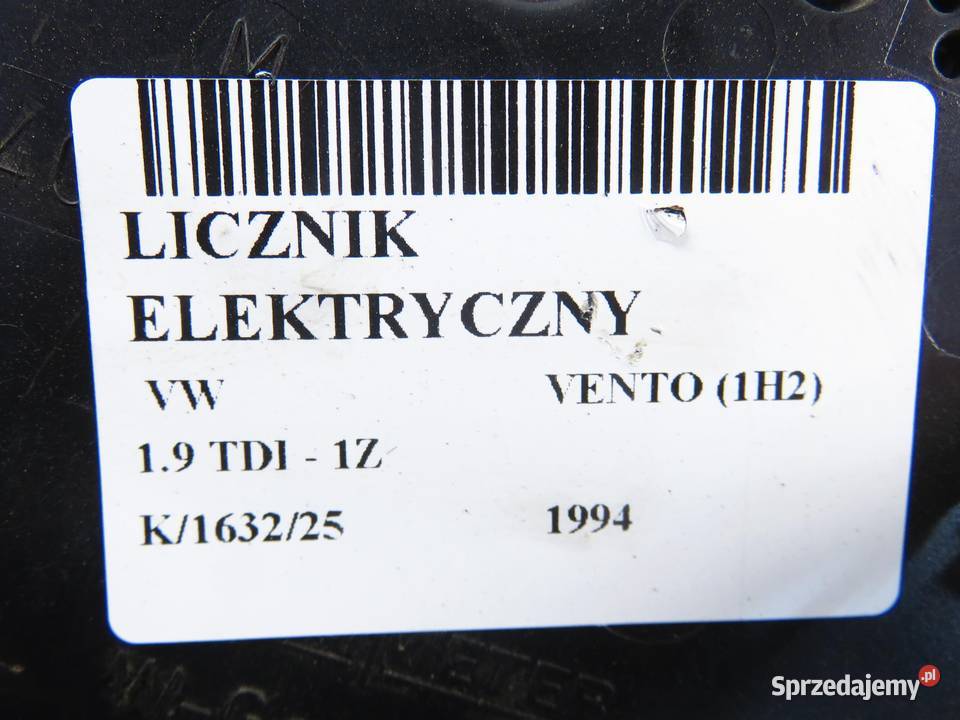 LICZNIK
ELEKTRYCZNY
VW VENTO (1H2)
1.9 TDI - 1Z
K/1632/25 1994
Sprzedajemy.pl